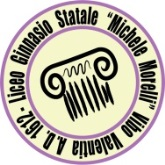 Liceo Ginnasio Statale "Michele Morelli" Vibo Valentia A.D. 1612 -